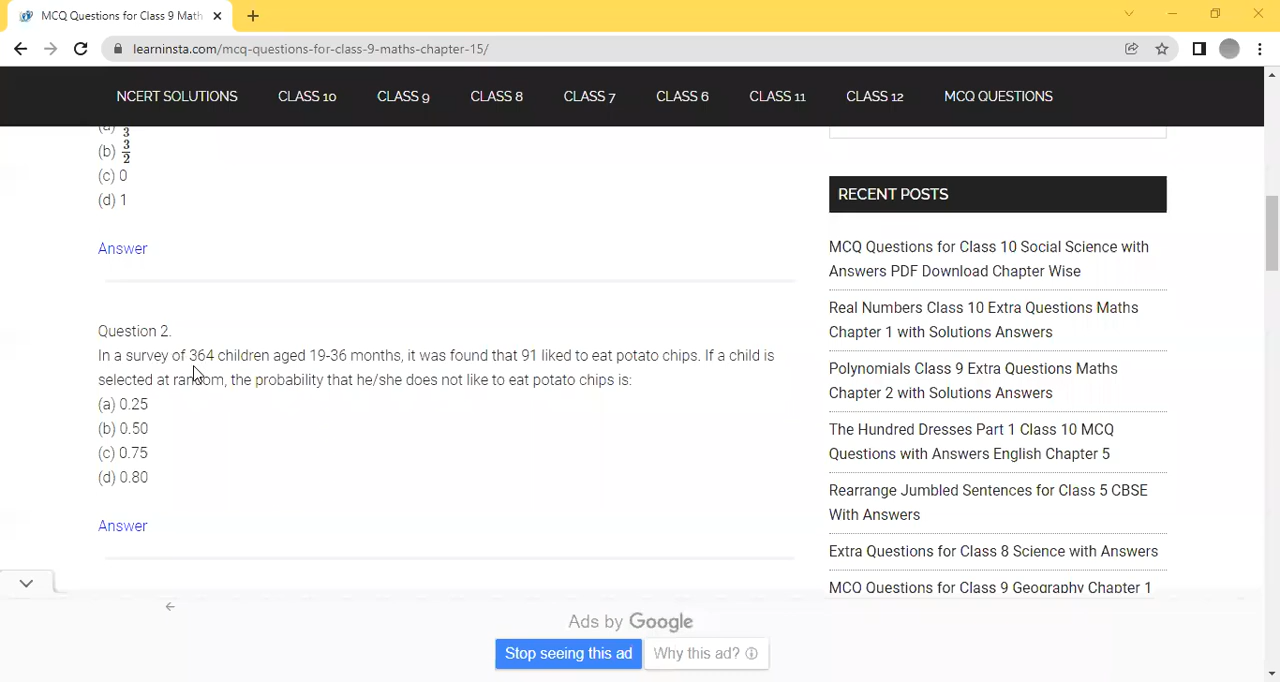 MCQ Questions for Class 9 Math
learninsta.com/mcq-questions-for-class-9-maths-chapter-15/
NCERT SOLUTIONS CLASS 10 CLASS 9 CLASS 8 CLASS 7 CLASS 6 CLASS 11 CLASS 12 MCQ QUESTIONS
(a) 3
(b) 3/2
(c) 0
(d) 1
Answer
Question 2.
In a survey of 364 children aged 19-36 months, it was found that 91 liked to eat potato chips. If a child is
selected at random, the probability that he/she does not like to eat potato chips is:
(a) 0.25
(b) 0.50
(c) 0.75
(d) 0.80
Answer
RECENT POSTS
MCQ Questions for Class 10 Social Science with
Answers PDF Download Chapter Wise
Real Numbers Class 10 Extra Questions Maths
Chapter 1 with Solutions Answers
Polynomials Class 9 Extra Questions Maths
Chapter 2 with Solutions Answers
The Hundred Dresses Part 1 Class 10 MCQ
Questions with Answers English Chapter 5
Rearrange Jumbled Sentences for Class 5 CBSE
With Answers
Extra Questions for Class 8 Science with Answers
MCQ Questions for Class 9 Geography Chapter 1
Ads by Google
Stop seeing this ad Why this ad?